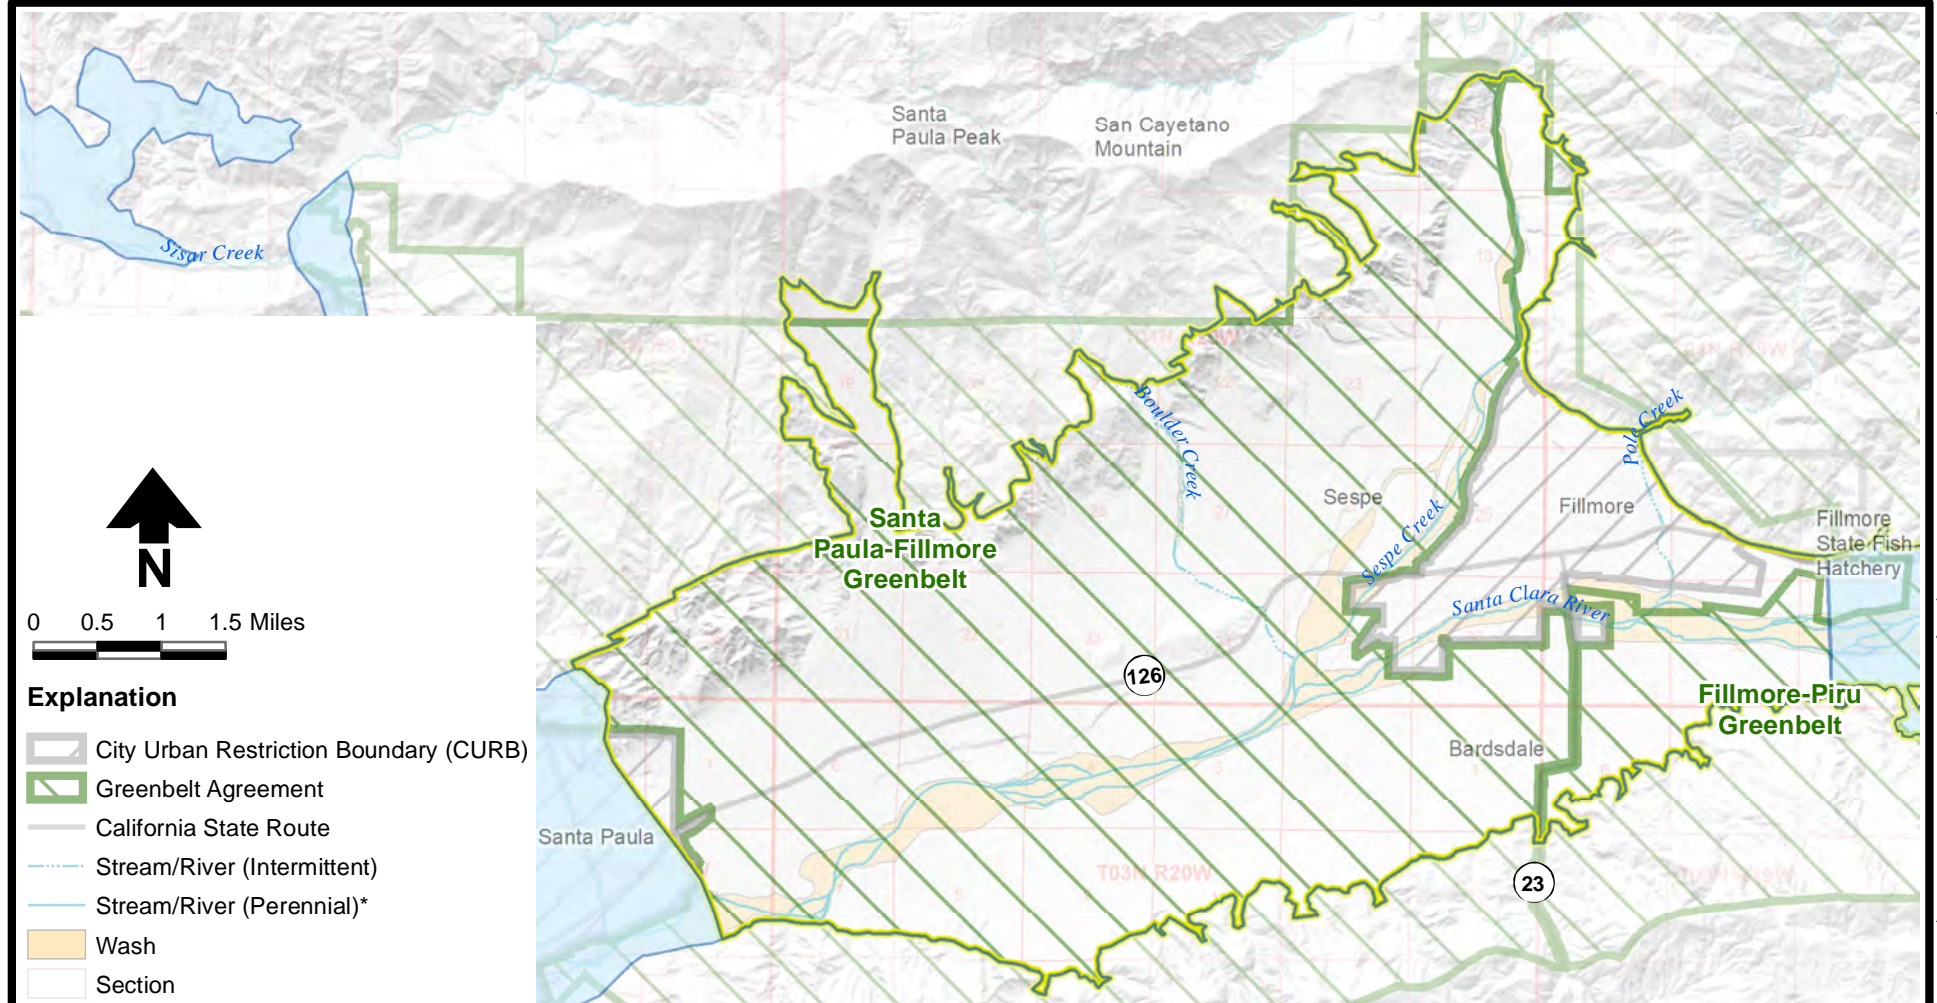 Santa
Paula Peak
San Cayetano
Mountain
Sisar Creek
Boulder Creek
Pole Creek
Sespe
Sespe Creek
Fillmore
Fillmore
State Fish
Hatchery
Santa
Paula-Fillmore
Greenbelt
Santa Clara River
126
Fillmore-Piru
Greenbelt
Bardsdale
Santa Paula
T03N R20W
23
N
0 0.5 1 1.5 Miles
Explanation
City Urban Restriction Boundary (CURB)
Greenbelt Agreement
California State Route
Stream/River (Intermittent)
Stream/River (Perennial)*
Wash
Section